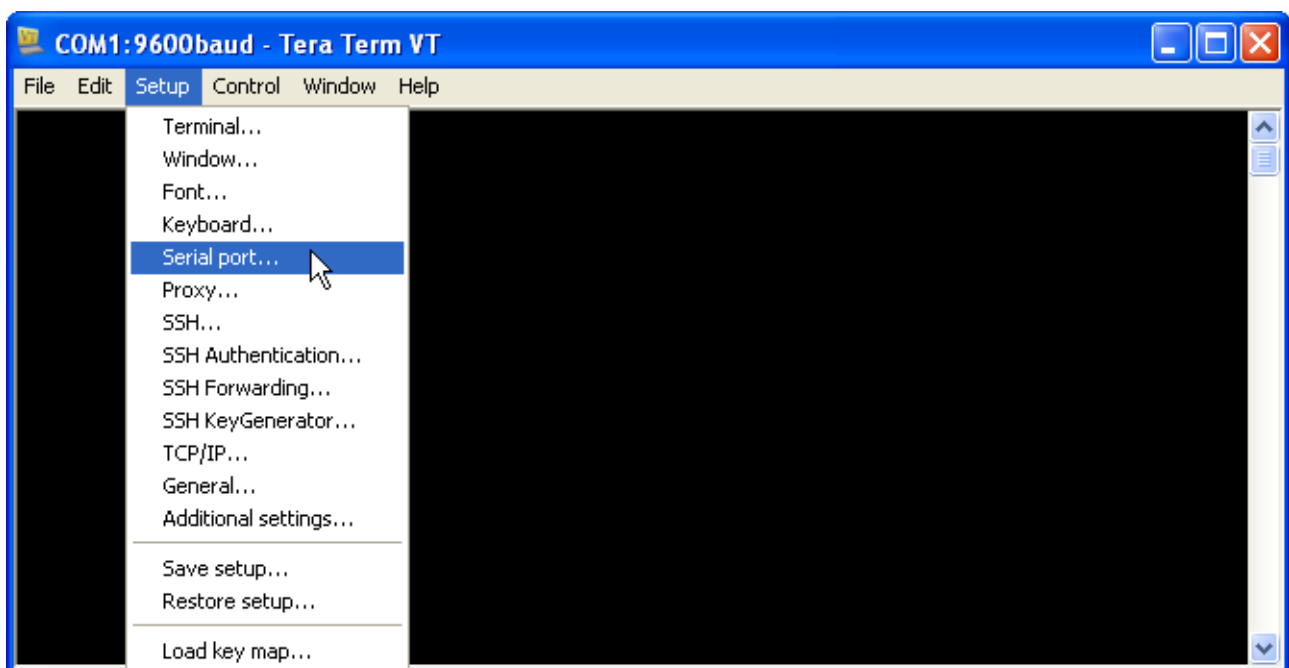 COM1:9600baud - Tera Term VT
File Edit Setup Control Window Help
Terminal...
Window...
Font...
Keyboard...
Serial port...
Proxy...
SSH...
SSH Authentication...
SSH Forwarding...
SSH KeyGenerator...
TCP/IP...
General...
Additional settings...
Save setup...
Restore setup...
Load key map...